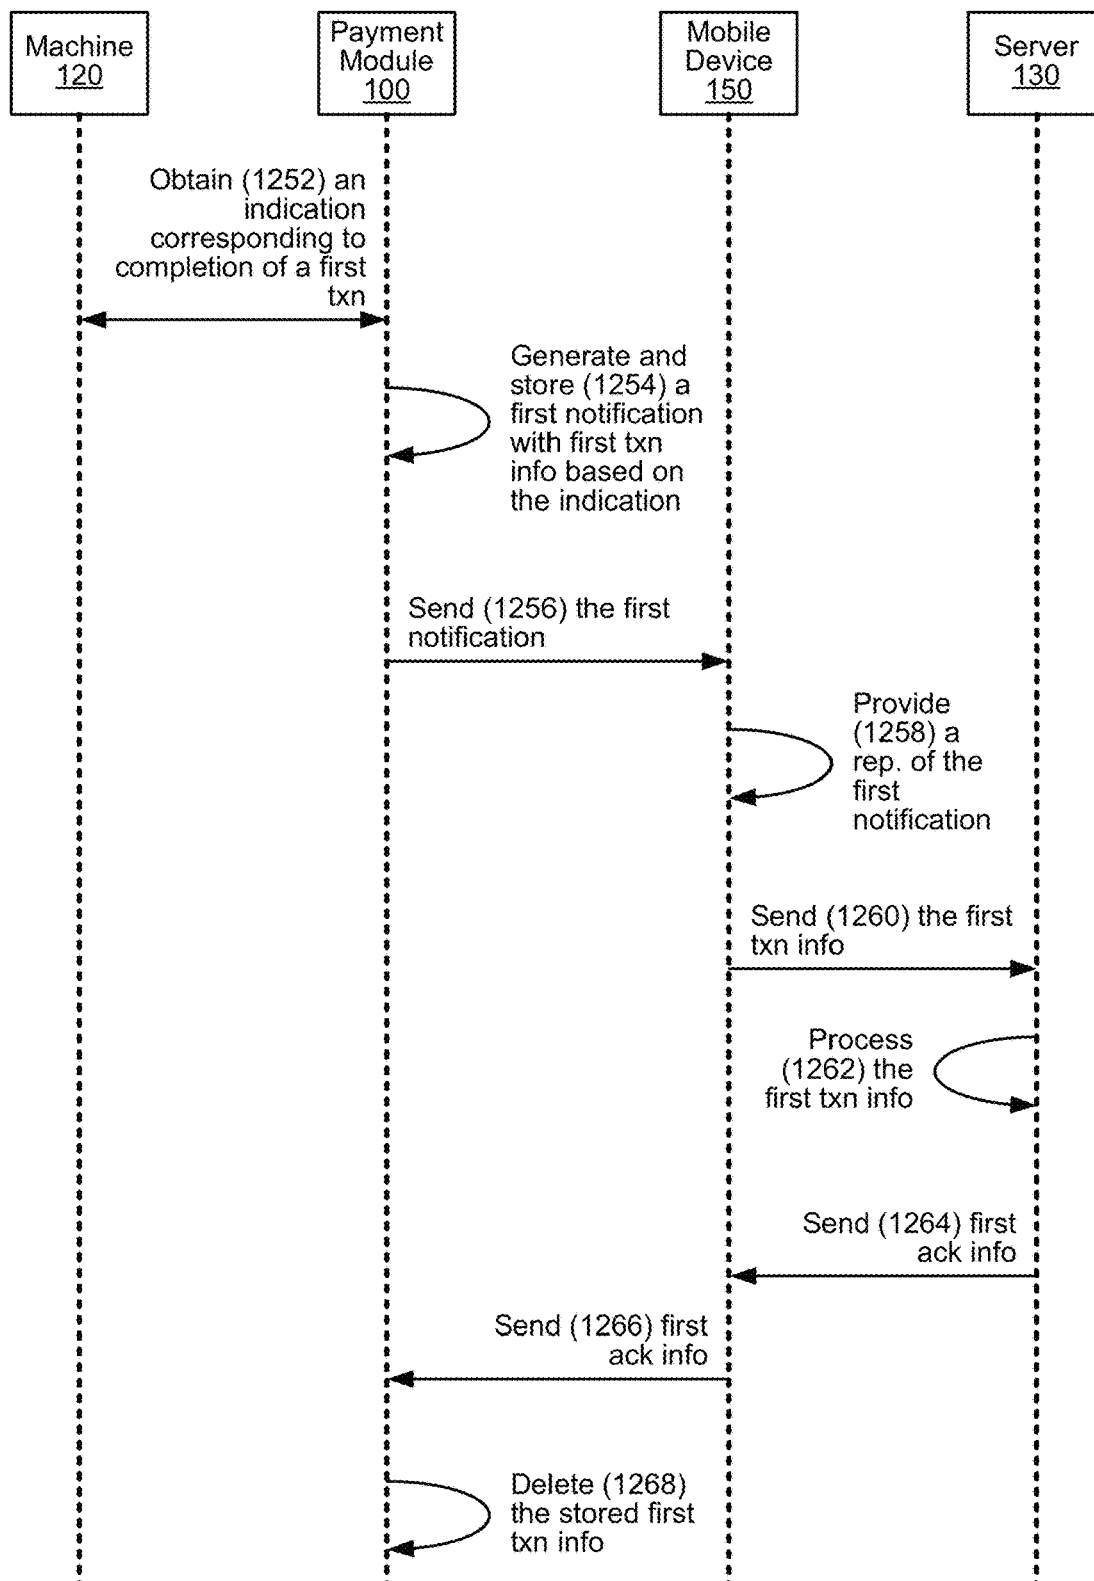 Machine
120
Payment
Module
100
Mobile
Device
150
Server
130
Obtain (1252) an
indication
corresponding to
completion of a first
txn
Generate and
store (1254) a
first notification
with first txn
info based on
the indication
Send (1256) the first
notification
Provide
(1258) a
rep. of the
first
notification
Send (1260) the first
txn info
Process
(1262) the
first txn info
Send (1264) first
ack info
Send (1266) first
ack info
Delete (1268)
the stored first
txn info